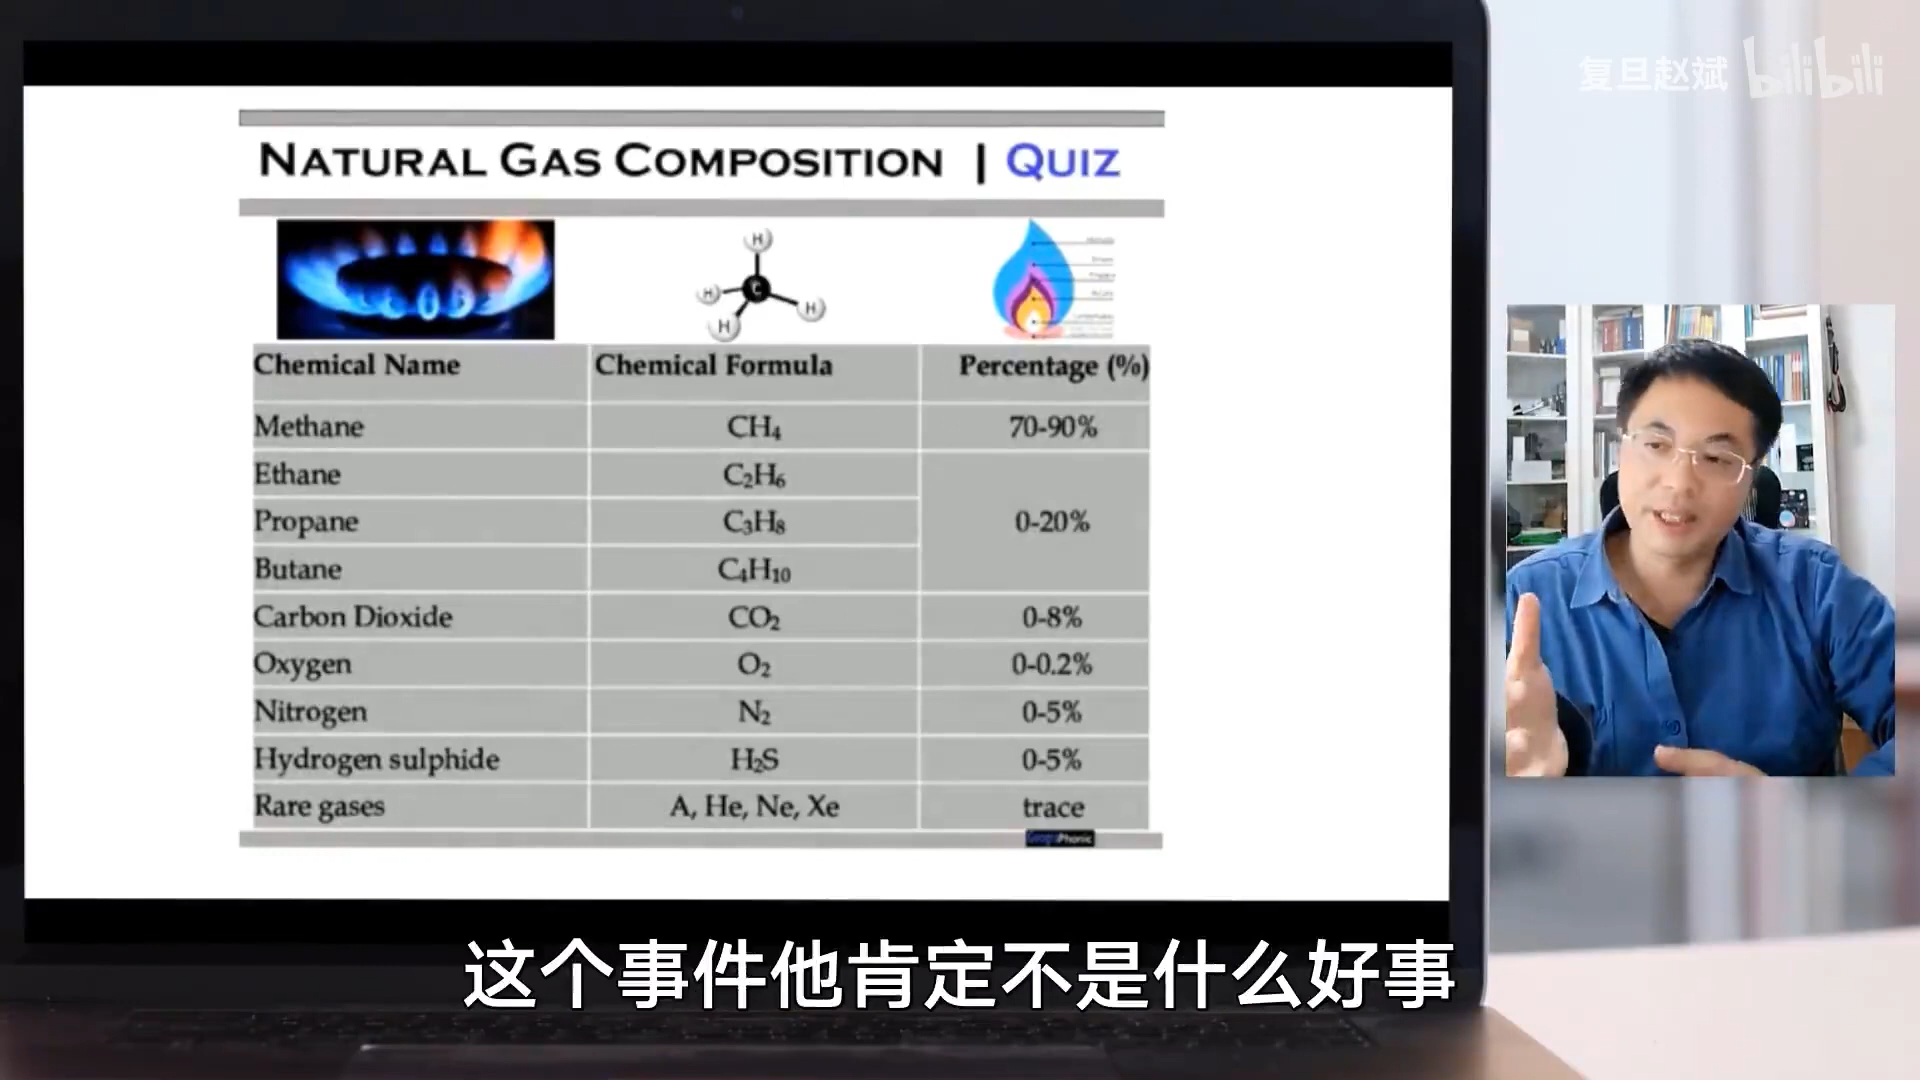 复旦赵斌 bilibili
NATURAL GAS COMPOSITION | QUIZ
H
H C H
H
Chemical Name Chemical Formula Percentage (%)
Methane CH₄ 70-90%
Ethane C₂H₆
Propane C₃H₈ 0-20%
Butane C₄H₁₀
Carbon Dioxide CO₂ 0-8%
Oxygen O₂ 0-0.2%
Nitrogen N₂ 0-5%
Hydrogen sulphide H₂S 0-5%
Rare gases A, He, Ne, Xe trace
这个事件他肯定不是什么好事